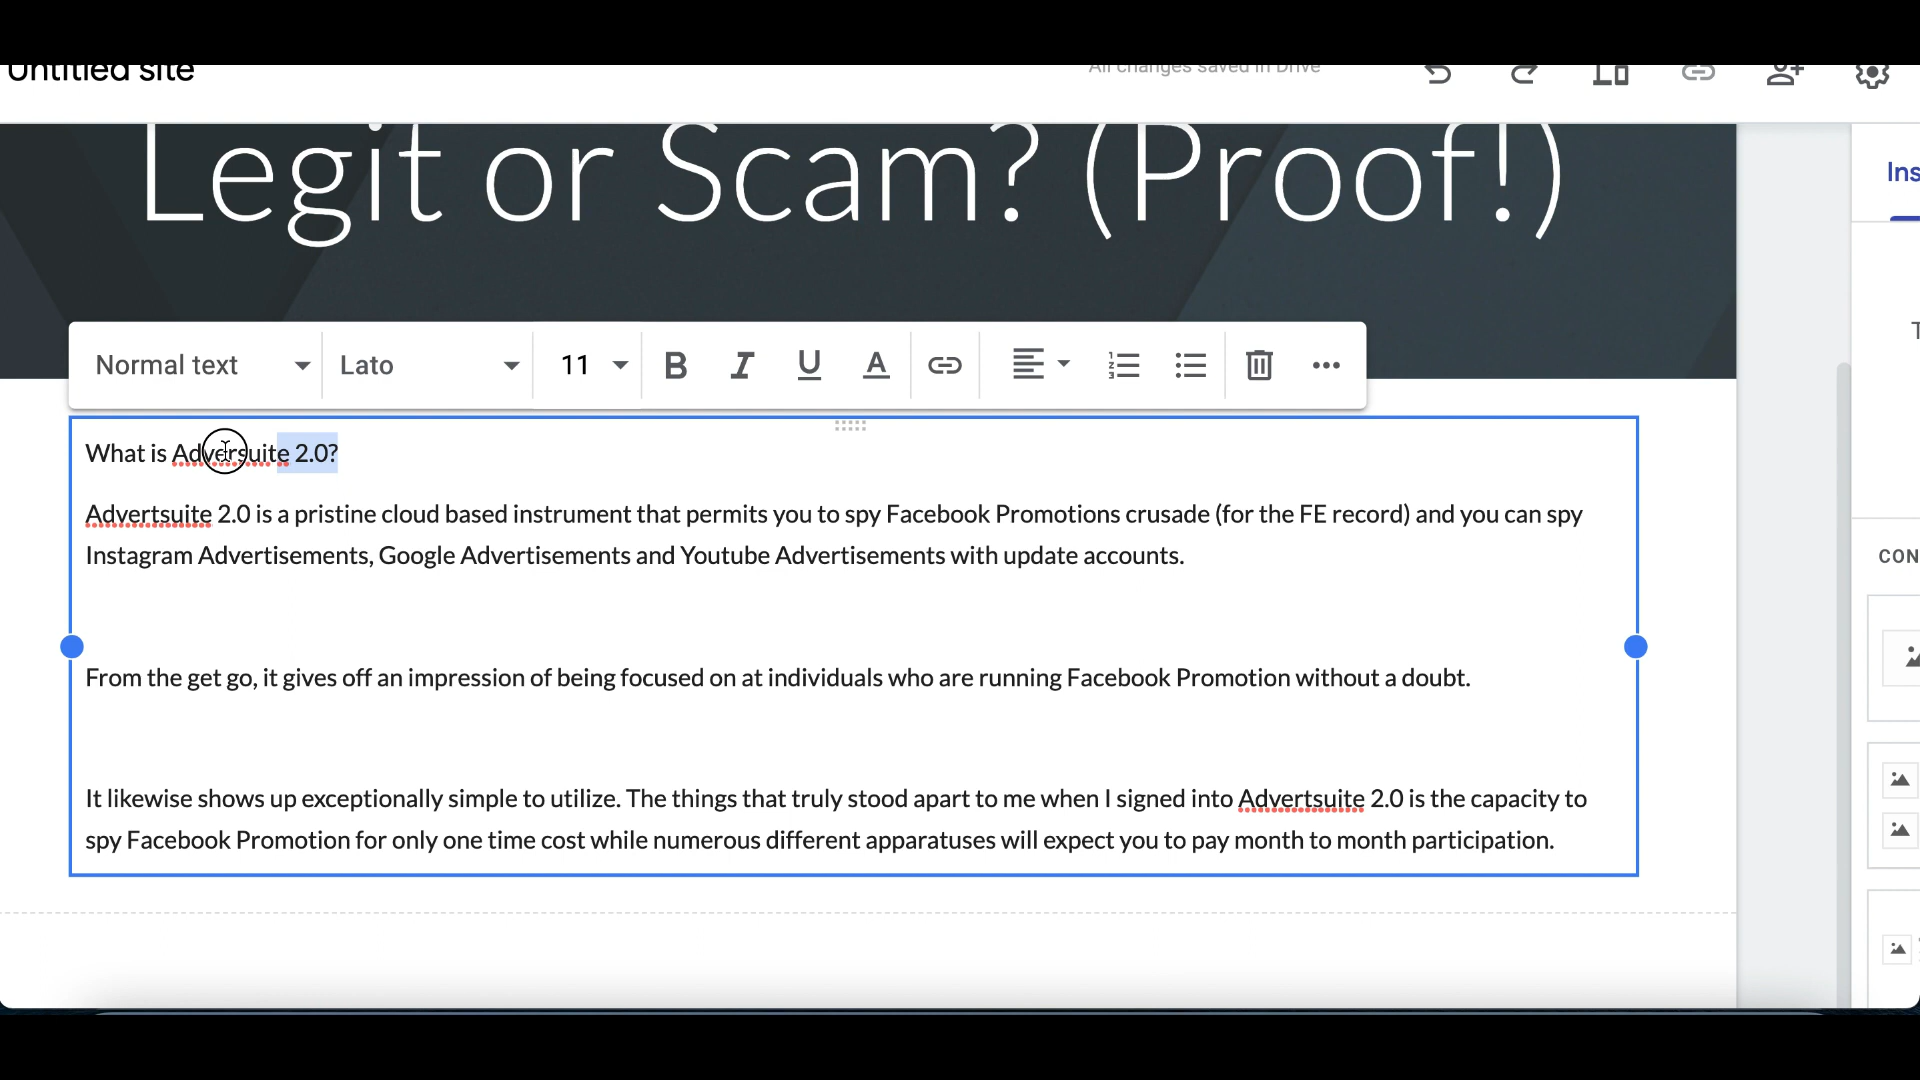 Untitled site
All changes saved in Drive
Legit or Scam? (Proof!)
Ins
Normal text
Lato
11
What is Adversuite 2.0?
Advertsuite 2.0 is a pristine cloud based instrument that permits you to spy Facebook Promotions crusade (for the FE record) and you can spy
Instagram Advertisements, Google Advertisements and Youtube Advertisements with update accounts.
CON
From the get go, it gives off an impression of being focused on at individuals who are running Facebook Promotion without a doubt.
It likewise shows up exceptionally simple to utilize. The things that truly stood apart to me when I signed into Advertsuite 2.0 is the capacity to
spy Facebook Promotion for only one time cost while numerous different apparatuses will expect you to pay month to month participation.